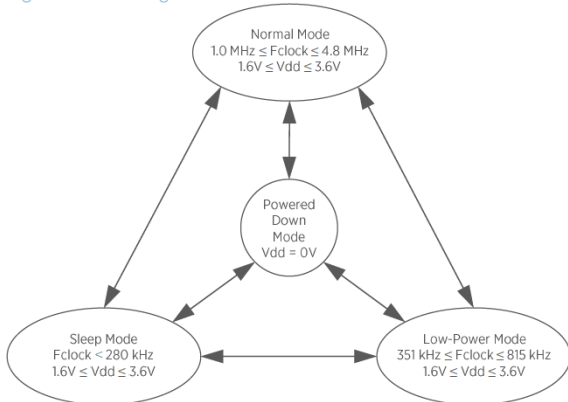 Normal Mode
1.0 MHz ≤ Fclock ≤ 4.8 MHz
1.6V ≤ Vdd ≤ 3.6V
Powered
Down
Mode
Vdd = 0V
Sleep Mode
Fclock < 280 kHz
1.6V ≤ Vdd ≤ 3.6V
Low-Power Mode
351 kHz ≤ Fclock ≤ 815 kHz
1.6V ≤ Vdd ≤ 3.6V